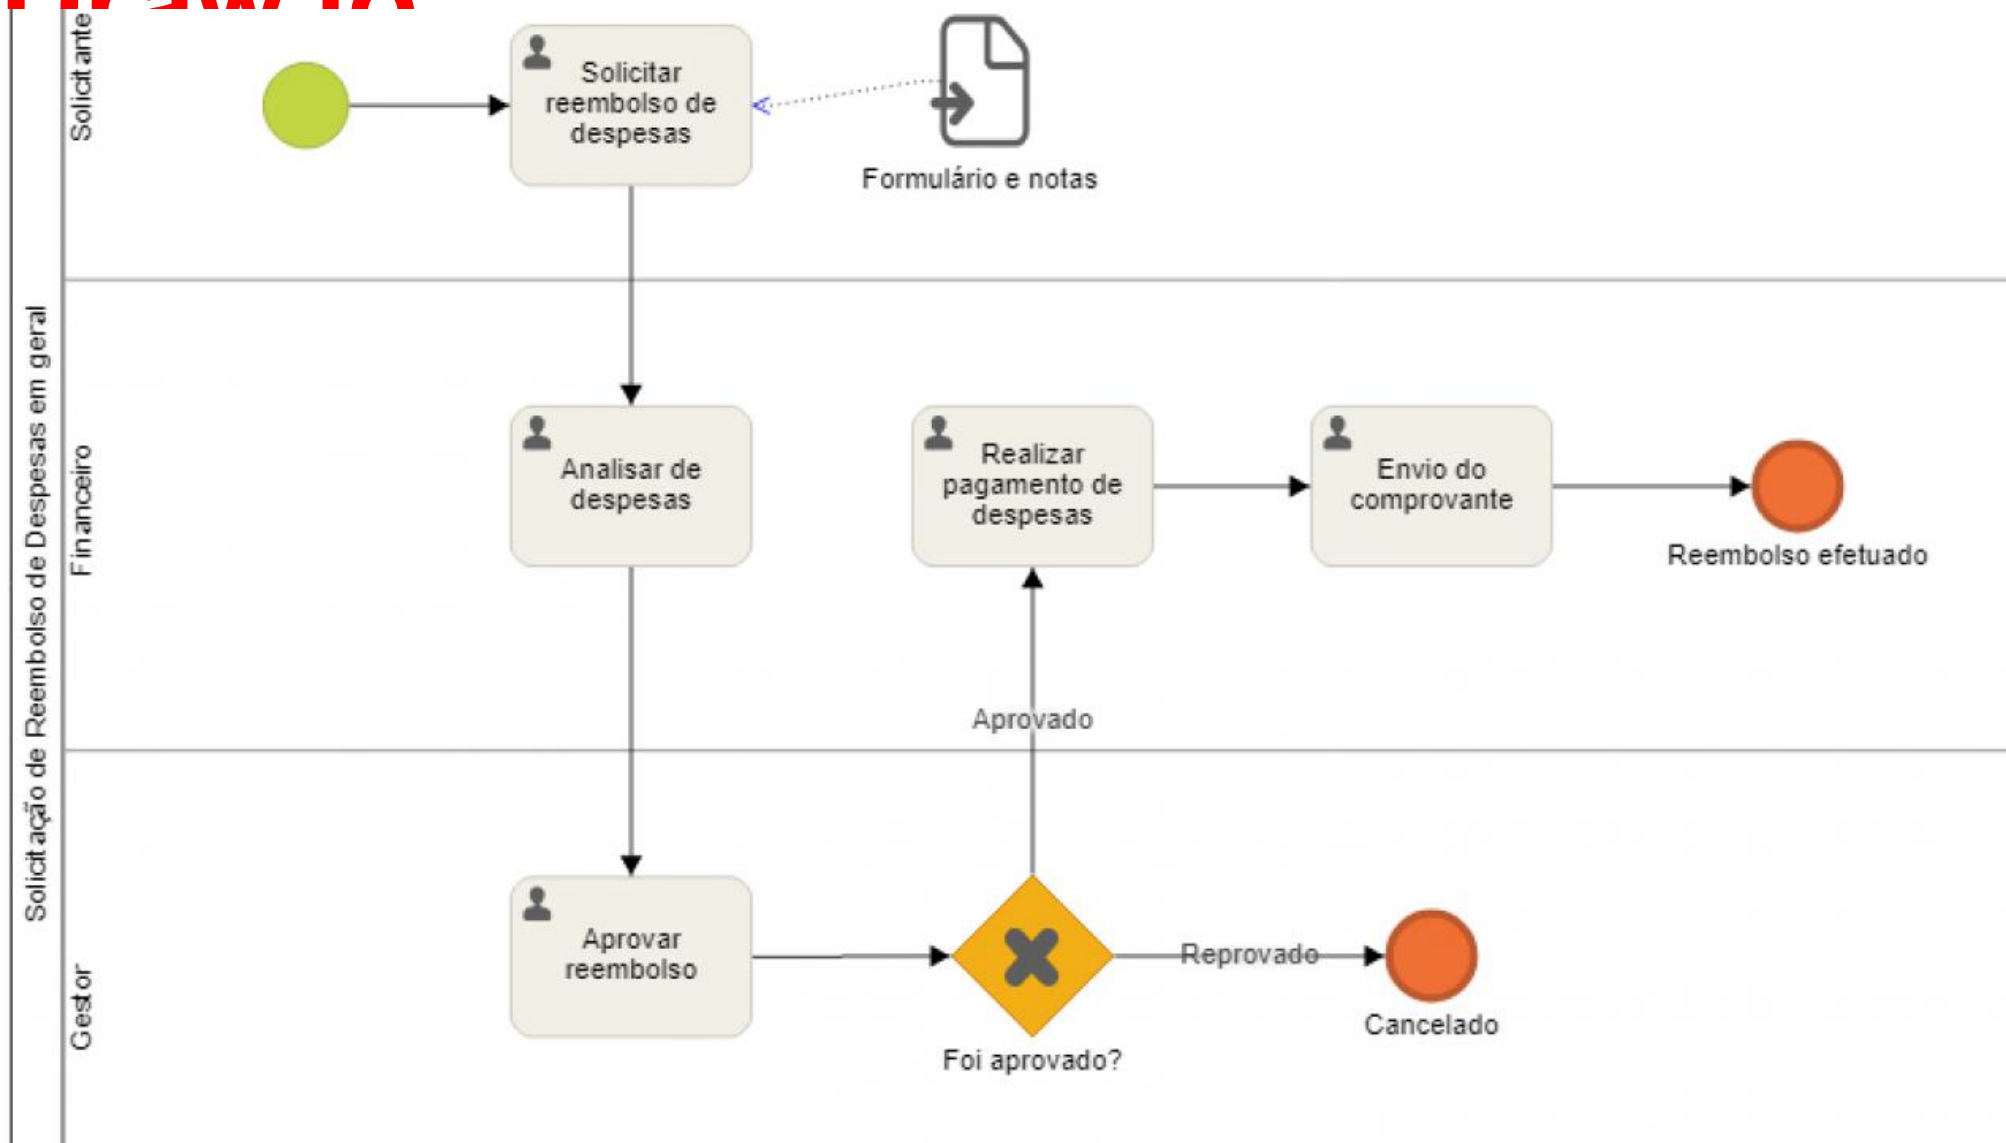 Solicitante
Solicitar
reembolso de
despesas
Formulário e notas
Solicitação de Reembolso de Despesas em geral
Financeiro
Analisar de
despesas
Realizar
pagamento de
despesas
Envio do
comprovante
Reembolso efetuado
Aprovado
Gestor
Aprovar
reembolso
Reprovado
Cancelado
Foi aprovado?